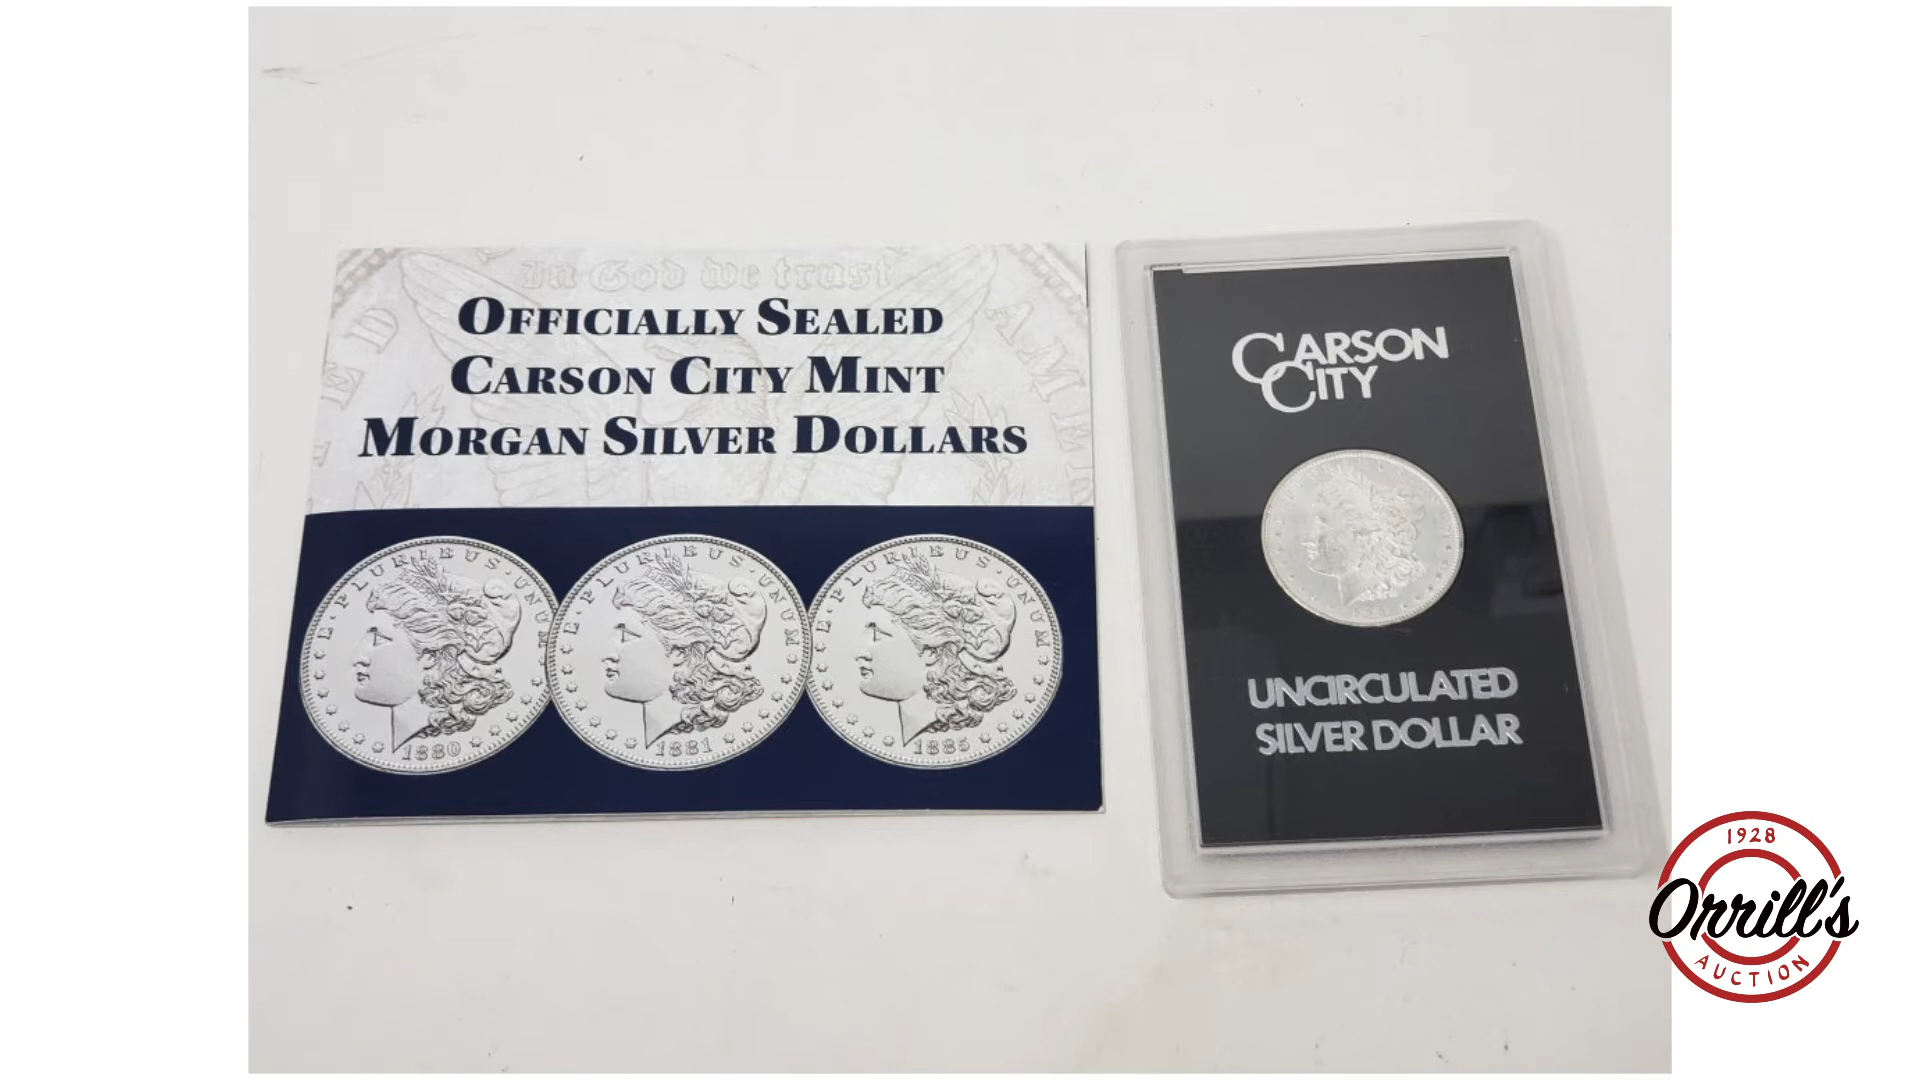 In God we trust
OFFICIALLY SEALED
CARSON CITY MINT
MORGAN SILVER DOLLARS
E·PLURIBUS·UNUM
1880
E·PLURIBUS·UNUM
1881
E·PLURIBUS·UNUM
1885
CARSON
CITY
UNCIRCULATED
SILVER DOLLAR
1928
Orrill's
AUCTION